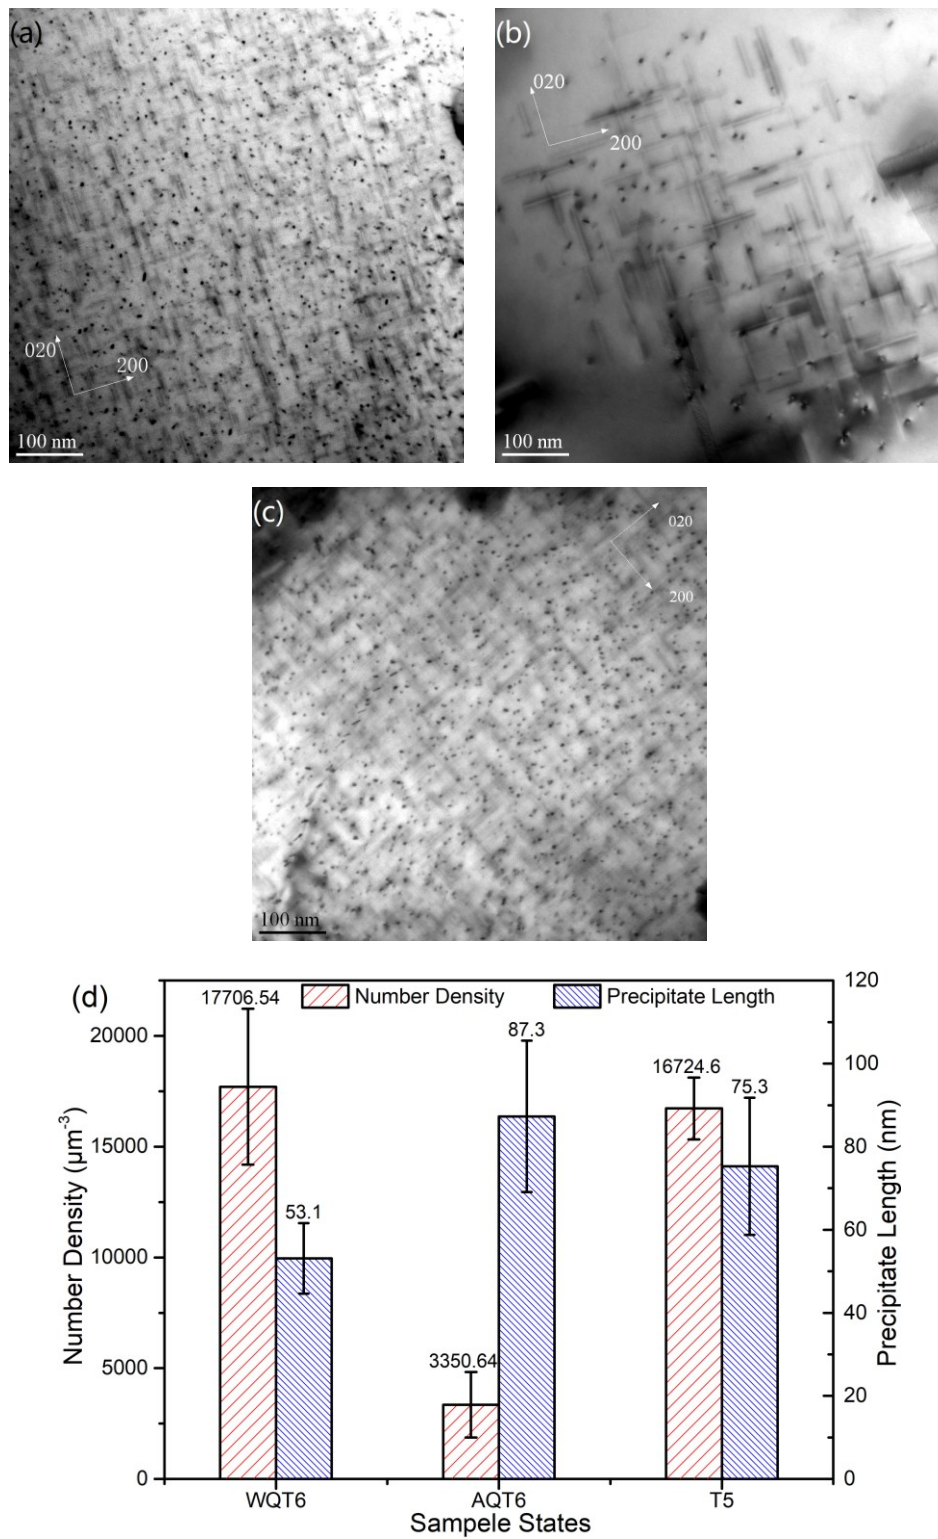 (a)
020
200
100 nm
(b)
020
200
100 nm
(c)
020
200
100 nm
(d)
Number Density
Precipitate Length
17706.54
53.1
3350.64
87.3
16724.6
75.3
Number Density (μm⁻³)
20000
15000
10000
5000
0
Precipitate Length (nm)
120
100
80
60
40
20
0
WQT6 AQT6 T5
Sampele States